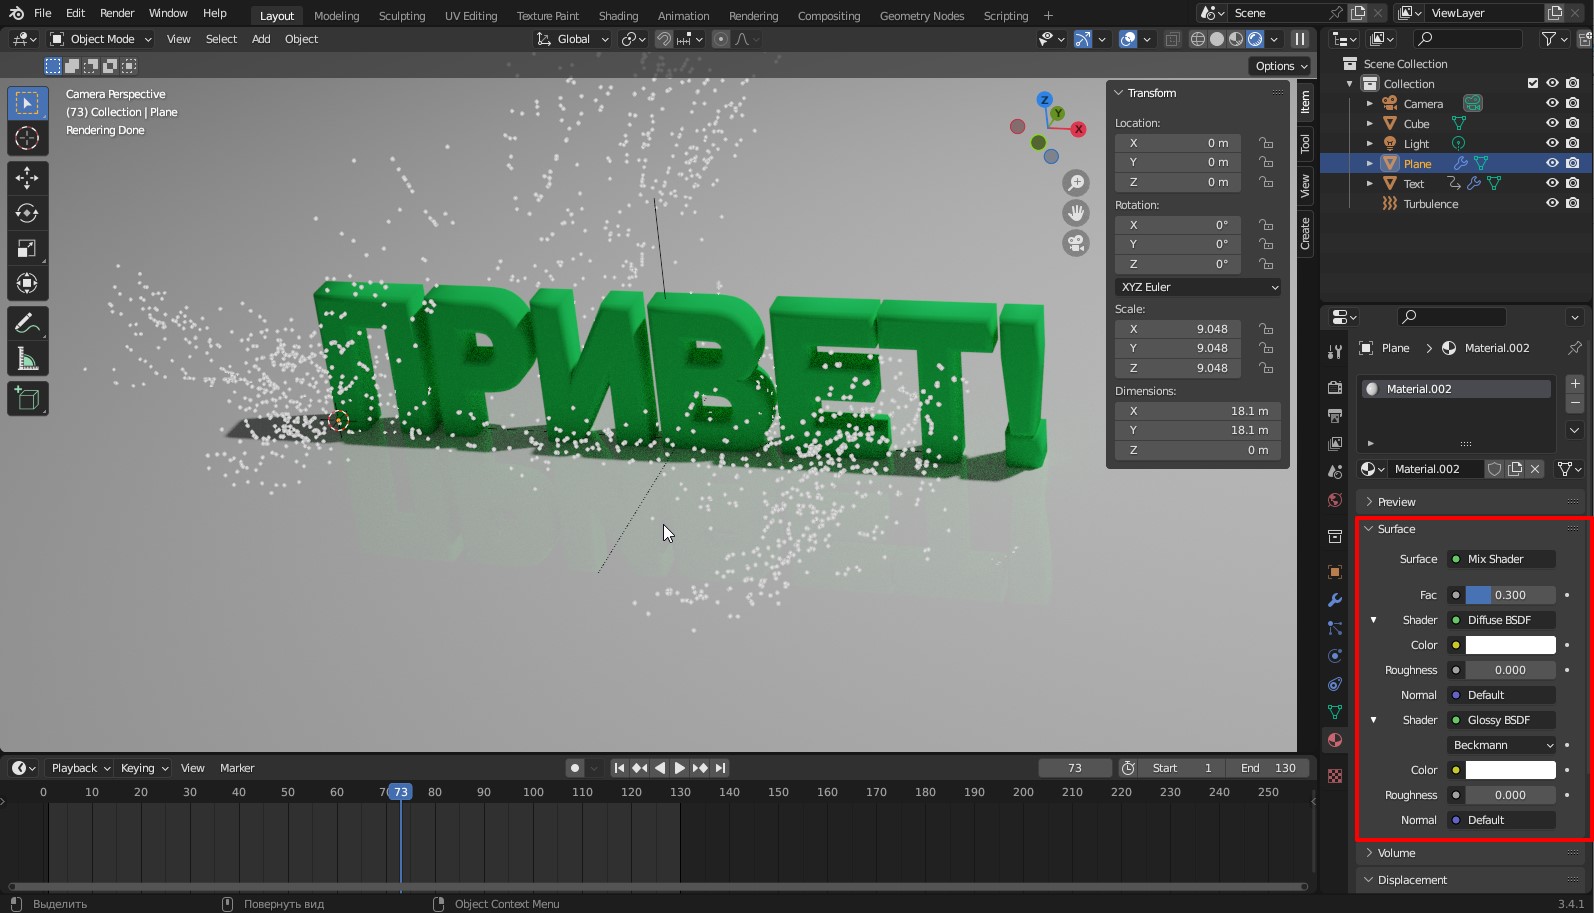 File Edit Render Window Help Layout Modeling Sculpting UV Editing Texture Paint Shading Animation Rendering Compositing Geometry Nodes Scripting + Scene ViewLayer
Object Mode View Select Add Object Global
Options
Camera Perspective
(73) Collection | Plane
Rendering Done
ПРИВЕТ!
Z
Y
X
Transform
Location:
X 0 m
Y 0 m
Z 0 m
Rotation:
X 0°
Y 0°
Z 0°
XYZ Euler
Scale:
X 9.048
Y 9.048
Z 9.048
Dimensions:
X 18.1 m
Y 18.1 m
Z 0 m
Item
Tool
View
Create
Scene Collection
Collection
Camera
Cube
Light
Plane
Text
Turbulence
Plane > Material.002
Material.002
Material.002
Preview
Surface
Surface Mix Shader
Fac 0.300
Shader Diffuse BSDF
Color
Roughness 0.000
Normal Default
Shader Glossy BSDF
Beckmann
Color
Roughness 0.000
Normal Default
Volume
Displacement
Playback Keying View Marker 73 Start 1 End 130
0 10 20 30 40 50 60 73 80 90 100 110 120 130 140 150 160 170 180 190 200 210 220 230 240 250
Выделить Повернуть вид Object Context Menu 3.4.1